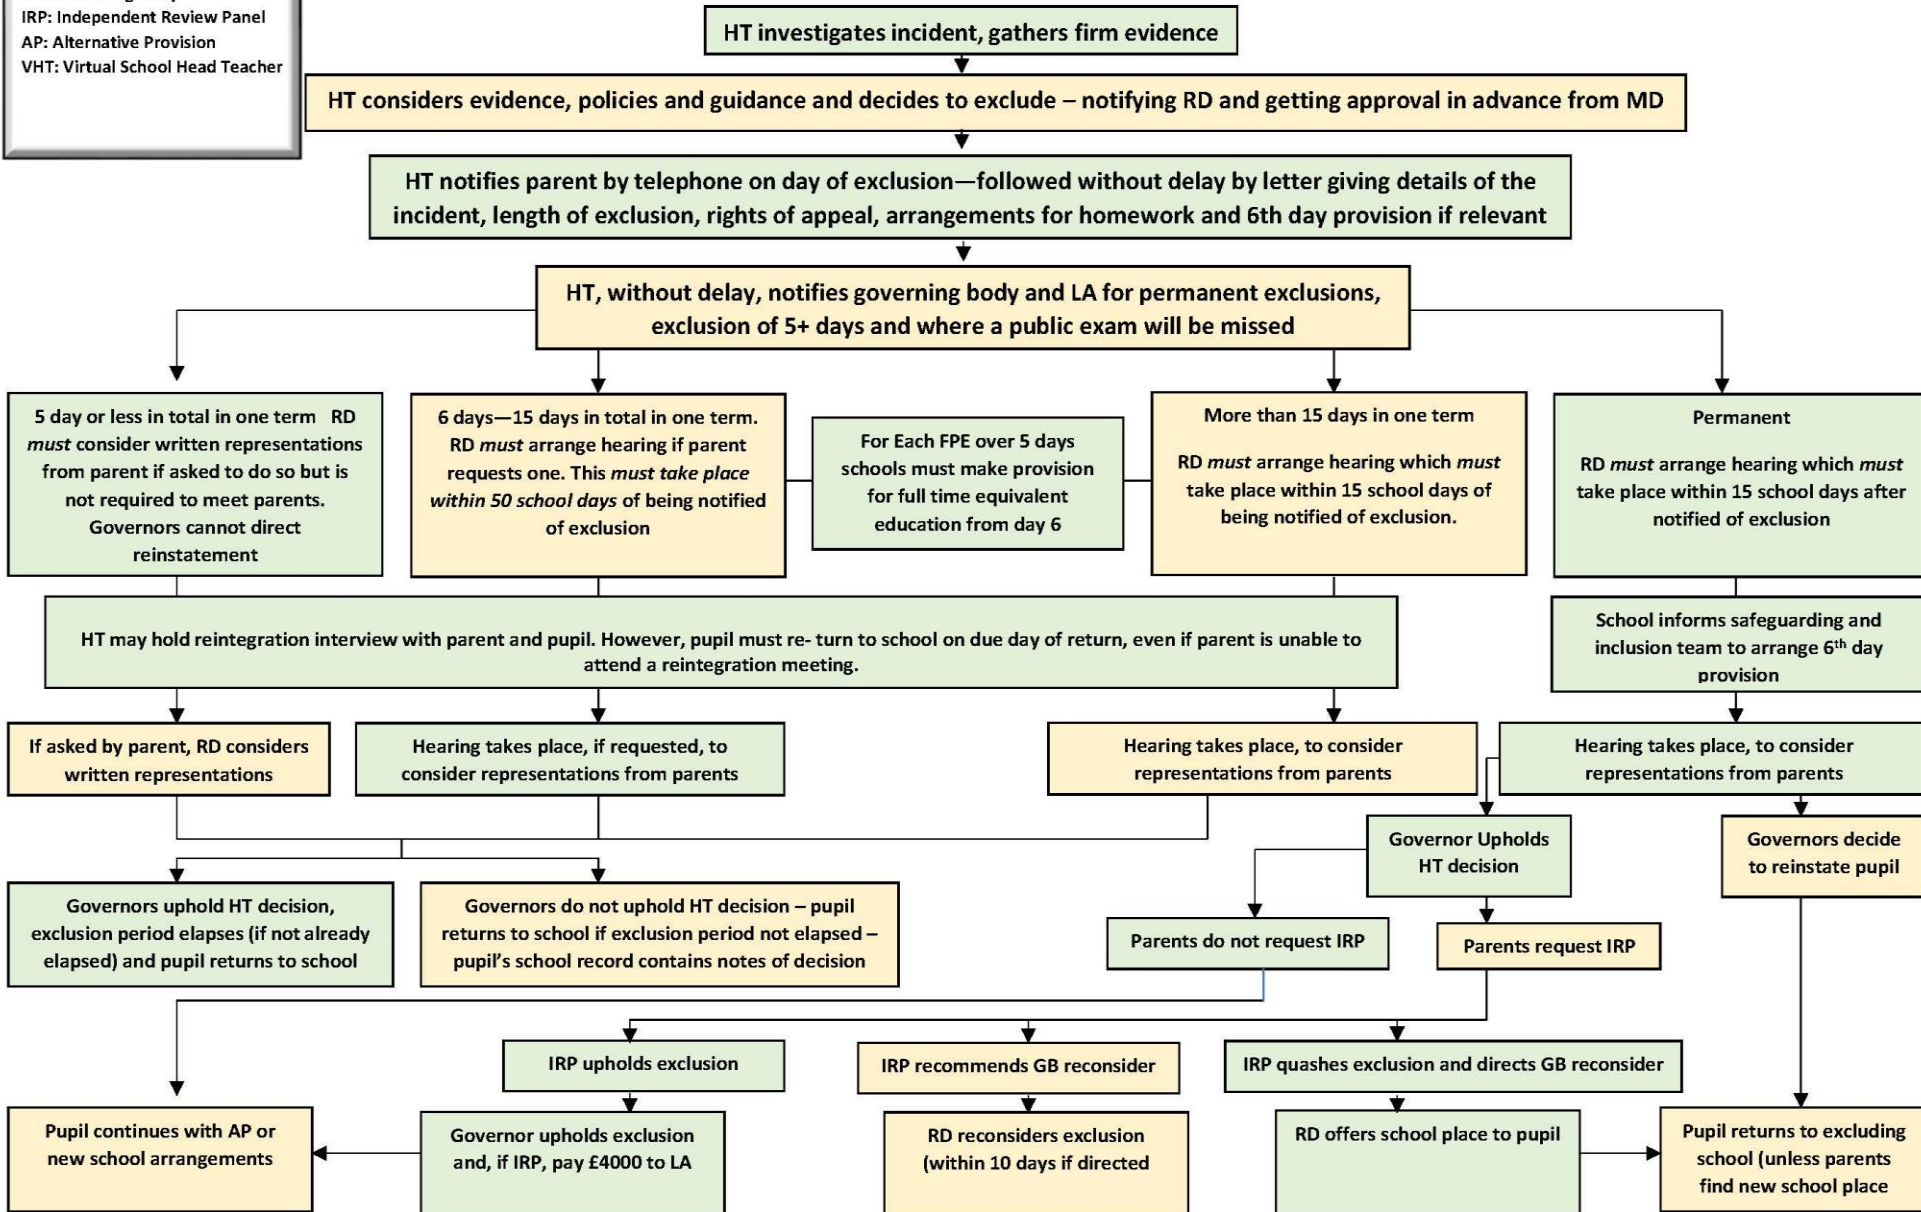 IRP: Independent Review Panel
AP: Alternative Provision
VHT: Virtual School Head Teacher
HT investigates incident, gathers firm evidence
HT considers evidence, policies and guidance and decides to exclude – notifying RD and getting approval in advance from MD
HT notifies parent by telephone on day of exclusion—followed without delay by letter giving details of the
incident, length of exclusion, rights of appeal, arrangements for homework and 6th day provision if relevant
HT, without delay, notifies governing body and LA for permanent exclusions,
exclusion of 5+ days and where a public exam will be missed
5 day or less in total in one term RD
must consider written representations
from parent if asked to do so but is
not required to meet parents.
Governors cannot direct
reinstatement
6 days—15 days in total in one term.
RD must arrange hearing if parent
requests one. This must take place
within 50 school days of being notified
of exclusion
For Each FPE over 5 days
schools must make provision
for full time equivalent
education from day 6
More than 15 days in one term
RD must arrange hearing which must
take place within 15 school days of
being notified of exclusion.
Permanent
RD must arrange hearing which must
take place within 15 school days after
notified of exclusion
HT may hold reintegration interview with parent and pupil. However, pupil must re- turn to school on due day of return, even if parent is unable to
attend a reintegration meeting.
School informs safeguarding and
inclusion team to arrange 6th day
provision
If asked by parent, RD considers
written representations
Hearing takes place, if requested, to
consider representations from parents
Hearing takes place, to consider
representations from parents
Hearing takes place, to consider
representations from parents
Governor Upholds
HT decision
Governors decide
to reinstate pupil
Governors uphold HT decision,
exclusion period elapses (if not already
elapsed) and pupil returns to school
Governors do not uphold HT decision – pupil
returns to school if exclusion period not elapsed –
pupil's school record contains notes of decision
Parents do not request IRP
Parents request IRP
IRP upholds exclusion
IRP recommends GB reconsider
IRP quashes exclusion and directs GB reconsider
Pupil continues with AP or
new school arrangements
Governor upholds exclusion
and, if IRP, pay £4000 to LA
RD reconsiders exclusion
(within 10 days if directed
RD offers school place to pupil
Pupil returns to excluding
school (unless parents
find new school place